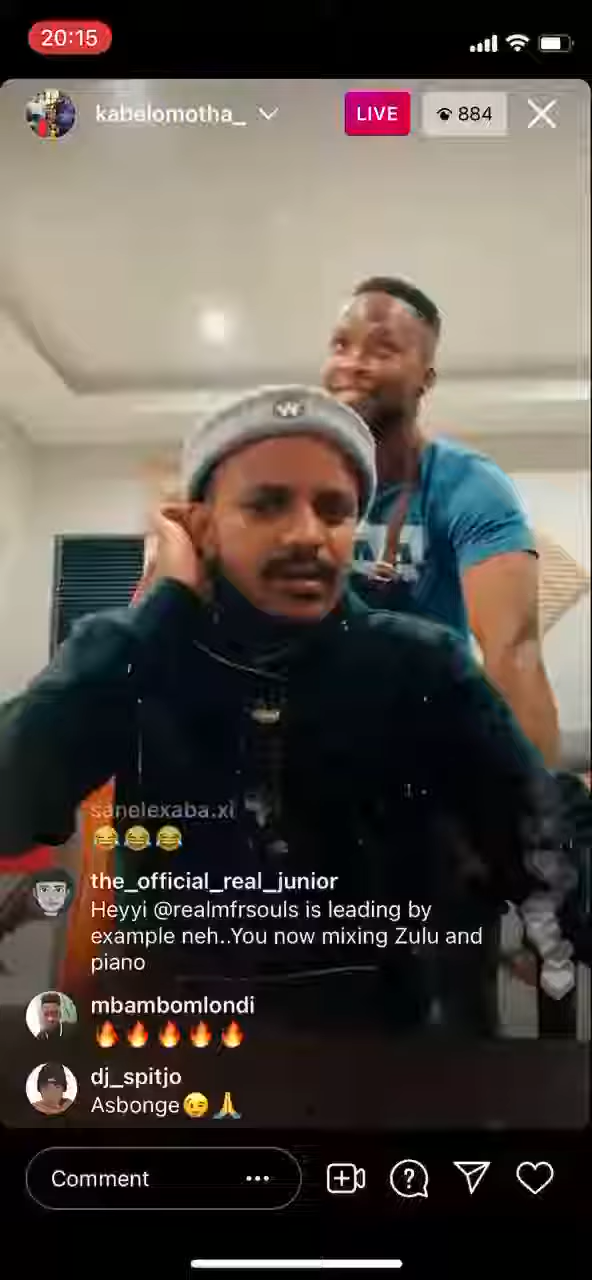 20:15
kabelomotha_
LIVE
884
W
sanelexaba.xi
😂😂😂
the_official_real_junior
Heyyi @realmfrsouls is leading by
example neh..You now mixing Zulu and
piano
mbambomlondi
🔥🔥🔥🔥🔥
dj_spitjo
Asbonge😉🙏
Comment